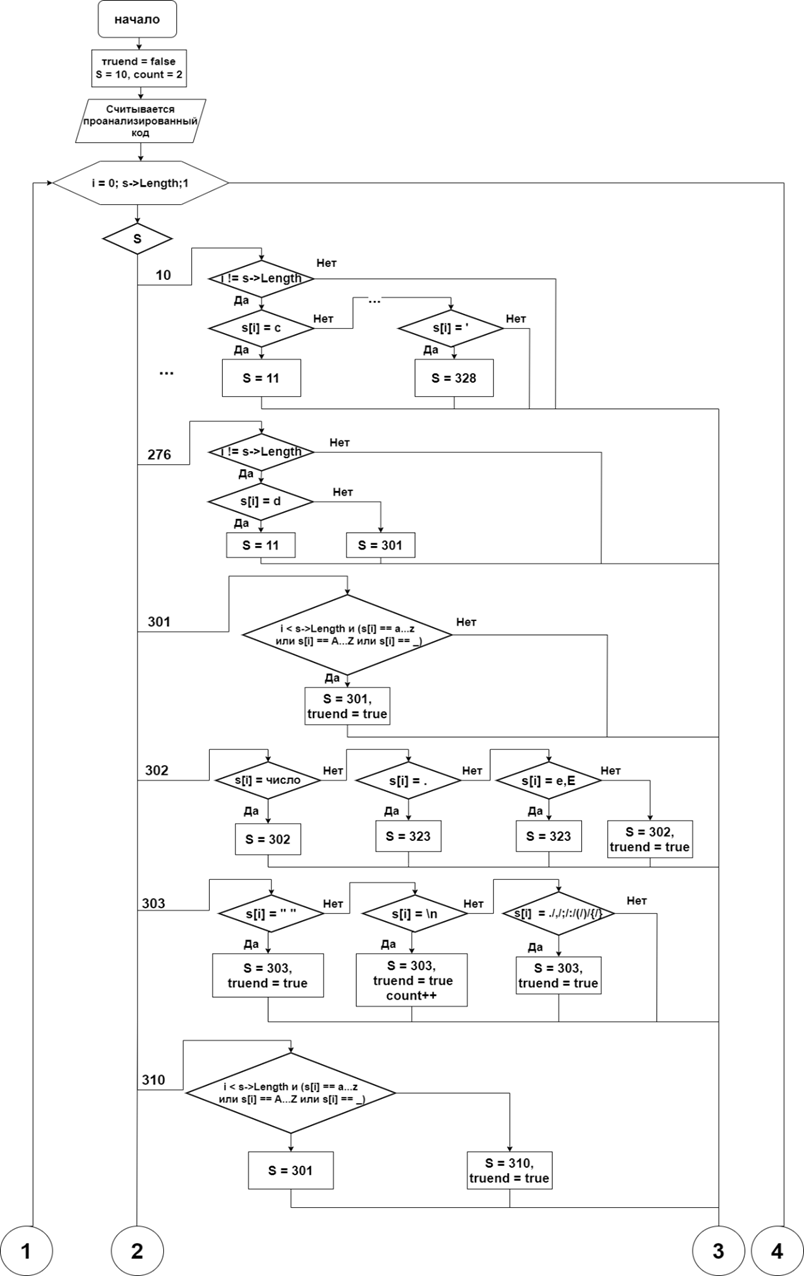 начало
truend = false
S = 10, count = 2
Считывается
проанализированный
код
i = 0; s->Length;1
S
10
i != s->Length
Нет
Да
s[i] = c
Нет
...
s[i] = '
Нет
Да
Да
S = 11
S = 328
...
276
i != s->Length
Нет
Да
s[i] = d
Нет
Да
S = 11
S = 301
301
i < s->Length и (s[i] == a...z
или s[i] == A...Z или s[i] == _)
Нет
Да
S = 301,
truend = true
302
s[i] = число
Нет
s[i] = .
Нет
s[i] = e,E
Нет
Да
Да
Да
S = 302
S = 323
S = 323
S = 302,
truend = true
303
s[i] = " "
Нет
s[i] = \n
Нет
s[i] = ./,/;/:/(/)/{/}
Нет
Да
Да
Да
S = 303,
truend = true
S = 303,
truend = true
count++
S = 303,
truend = true
310
i < s->Length и (s[i] == a...z
или s[i] == A...Z или s[i] == _)
S = 301
S = 310,
truend = true
1
2
3
4